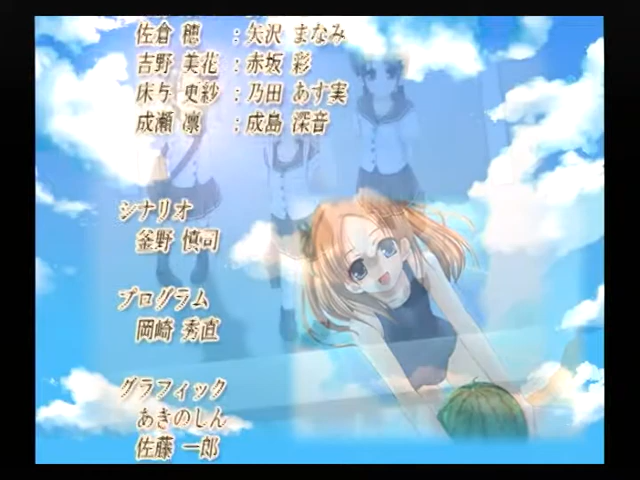 佐倉 穂 : 矢沢 まなみ
吉野 美花 : 赤坂 彩
床与 吏紗 : 乃田 あす実
成瀬 凛 : 成島 深音
シナリオ
釜野 慎司
プログラム
岡崎 秀直
グラフィック
あきのしん
佐藤 一郎